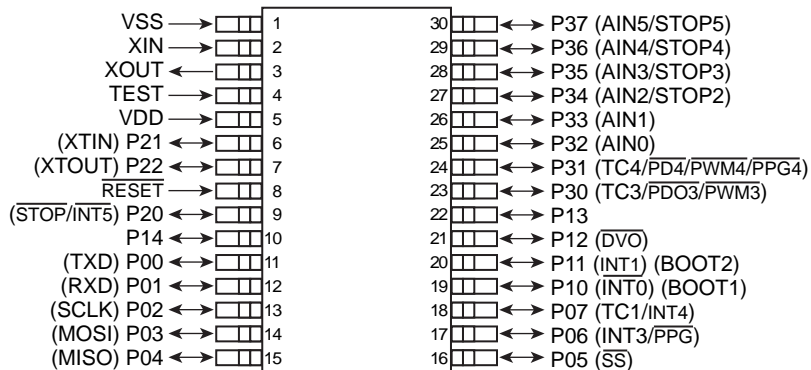 VSS 1 30 P37 (AIN5/STOP5)
XIN 2 29 P36 (AIN4/STOP4)
XOUT 3 28 P35 (AIN3/STOP3)
TEST 4 27 P34 (AIN2/STOP2)
VDD 5 26 P33 (AIN1)
(XTIN) P21 6 25 P32 (AIN0)
(XTOUT) P22 7 24 P31 (TC4/PD4/PWM4/PPG4)
RESET 8 23 P30 (TC3/PDO3/PWM3)
(STOP/INT5) P20 9 22 P13
P14 10 21 P12 (DVO)
(TXD) P00 11 20 P11 (INT1) (BOOT2)
(RXD) P01 12 19 P10 (INT0) (BOOT1)
(SCLK) P02 13 18 P07 (TC1/INT4)
(MOSI) P03 14 17 P06 (INT3/PPG)
(MISO) P04 15 16 P05 (SS)